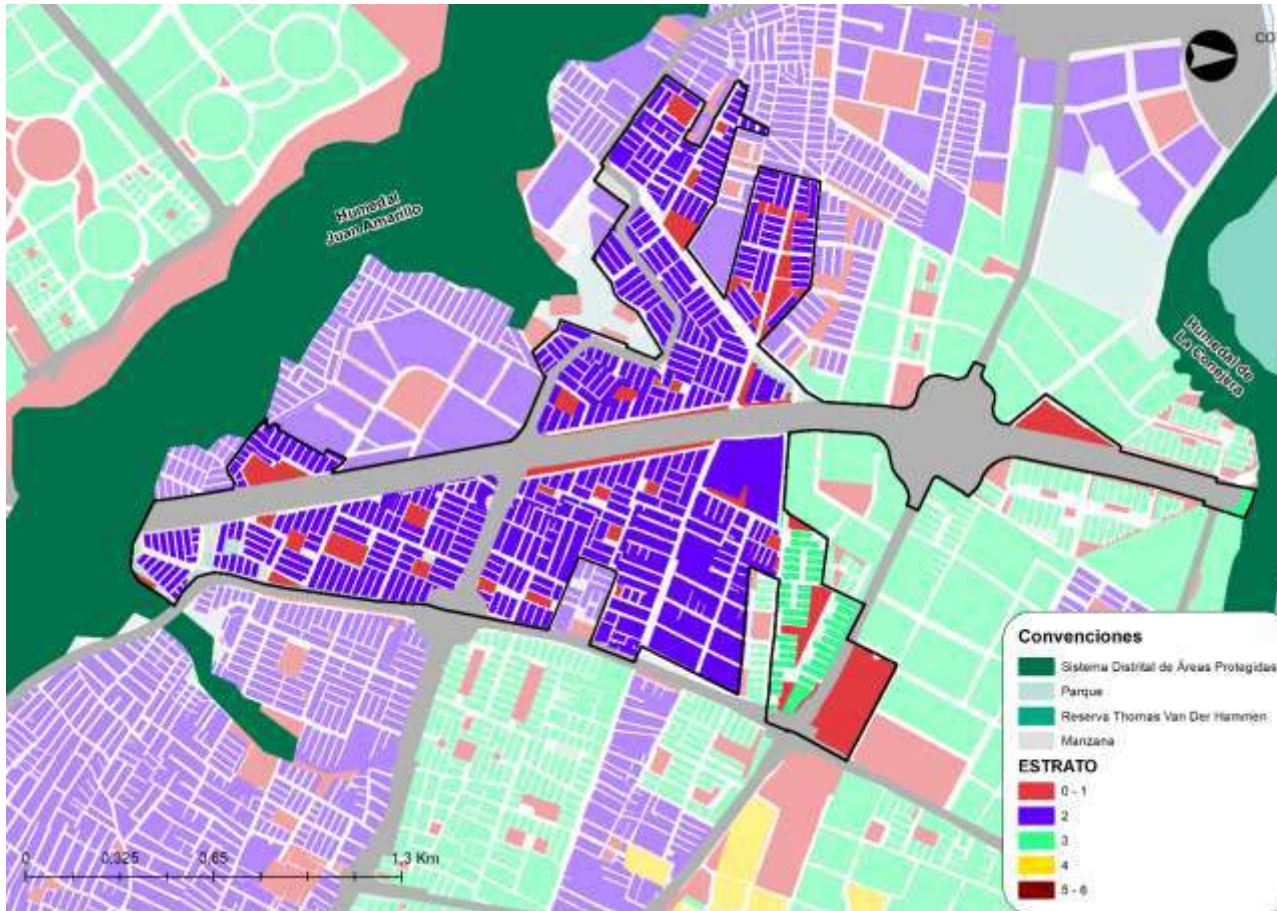 CO
Humedal
Juan Amarillo
Humedal de
La Conejera
Convenciones
Sistema Distrital de Áreas Protegidas
Parque
Reserva Thomas Van Der Hammen
Manzana
ESTRATO
0 - 1
2
3
4
5 - 6
0 0,325 0,65 1,3 Km